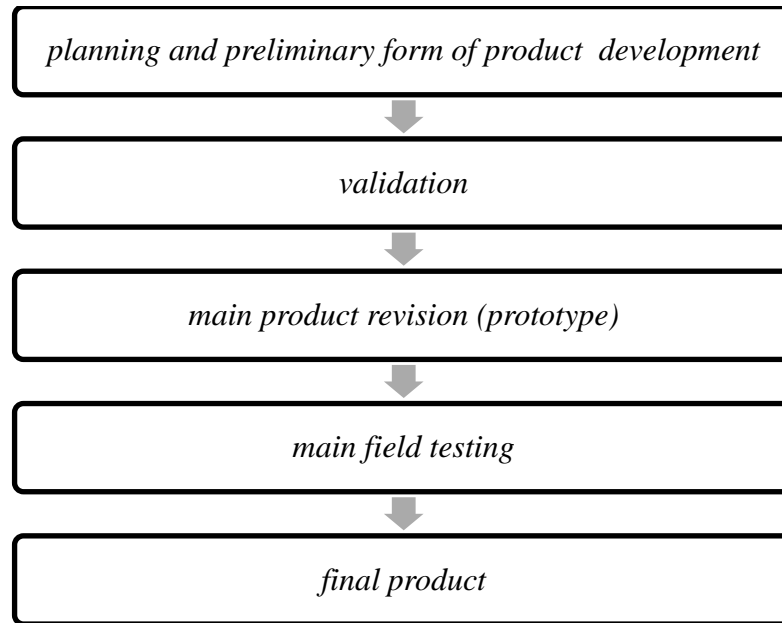 planning and preliminary form of product development
validation
main product revision (prototype)
main field testing
final product